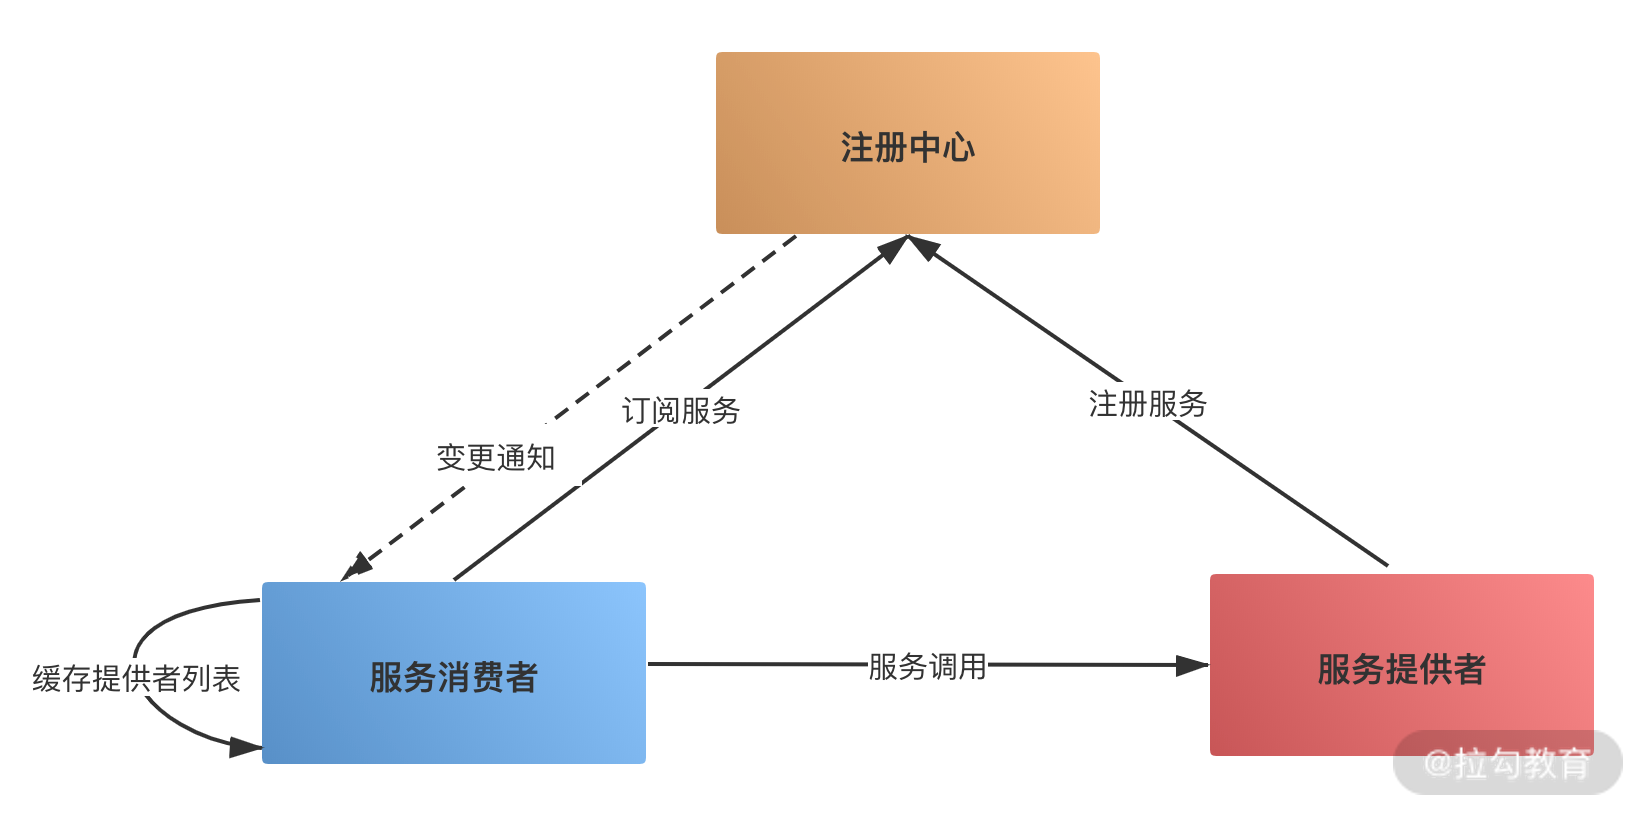 注册中心
注册服务
订阅服务
变更通知
服务调用
服务提供者
服务消费者
缓存提供者列表
@拉勾教育